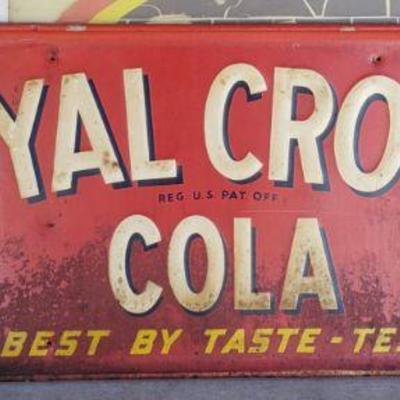 YAL CRO
REG. U.S. PAT. OFF.
COLA
BEST BY TASTE-TE